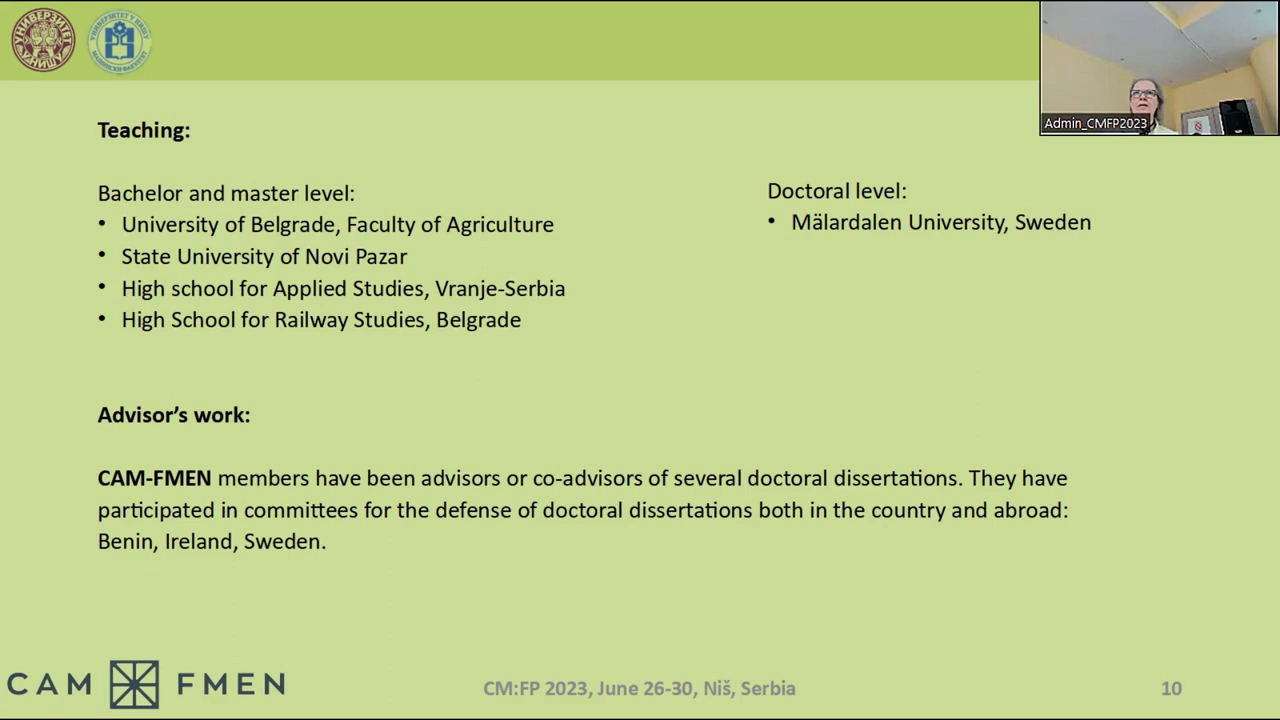 Admin_CMFP2023
Teaching:
Bachelor and master level:
• University of Belgrade, Faculty of Agriculture
• State University of Novi Pazar
• High school for Applied Studies, Vranje-Serbia
• High School for Railway Studies, Belgrade
Doctoral level:
• Mälardalen University, Sweden
Advisor's work:
CAM-FMEN members have been advisors or co-advisors of several doctoral dissertations. They have
participated in committees for the defense of doctoral dissertations both in the country and abroad:
Benin, Ireland, Sweden.
CAM FMEN
CM:FP 2023, June 26-30, Niš, Serbia
10